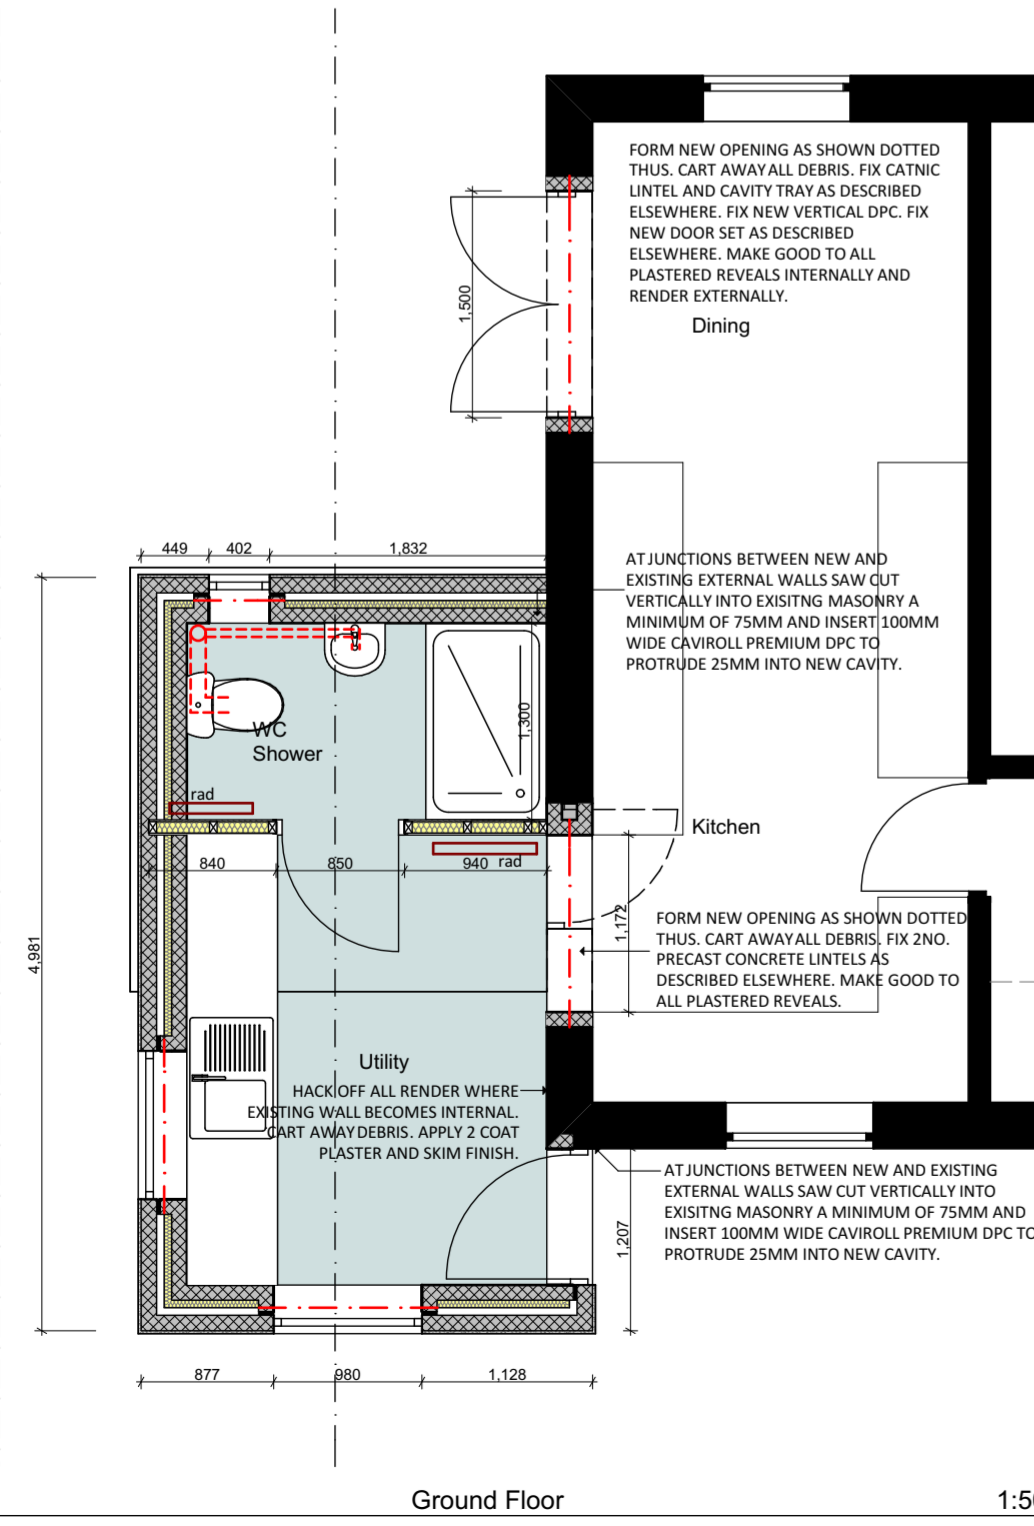 FORM NEW OPENING AS SHOWN DOTTED
THUS. CART AWAY ALL DEBRIS. FIX CATNIC
LINTEL AND CAVITY TRAY AS DESCRIBED
ELSEWHERE. FIX NEW VERTICAL DPC. FIX
NEW DOOR SET AS DESCRIBED
ELSEWHERE. MAKE GOOD TO ALL
PLASTERED REVEALS INTERNALLY AND
RENDER EXTERNALLY.
Dining
1,500
449
402
1,832
AT JUNCTIONS BETWEEN NEW AND
EXISTING EXTERNAL WALLS SAW CUT
VERTICALLY INTO EXISITNG MASONRY A
MINIMUM OF 75MM AND INSERT 100MM
WIDE CAVIROLL PREMIUM DPC TO
PROTRUDE 25MM INTO NEW CAVITY.
1,300
WC
Shower
rad
Kitchen
840
850
940
rad
1,172
FORM NEW OPENING AS SHOWN DOTTED
THUS. CART AWAY ALL DEBRIS. FIX 2NO.
PRECAST CONCRETE LINTELS AS
DESCRIBED ELSEWHERE. MAKE GOOD TO
ALL PLASTERED REVEALS.
4,981
Utility
HACK OFF ALL RENDER WHERE
EXISTING WALL BECOMES INTERNAL.
CART AWAY DEBRIS. APPLY 2 COAT
PLASTER AND SKIM FINISH.
AT JUNCTIONS BETWEEN NEW AND EXISTING
EXTERNAL WALLS SAW CUT VERTICALLY INTO
EXISITNG MASONRY A MINIMUM OF 75MM AND
INSERT 100MM WIDE CAVIROLL PREMIUM DPC TO
PROTRUDE 25MM INTO NEW CAVITY.
1,207
877
980
1,128
Ground Floor